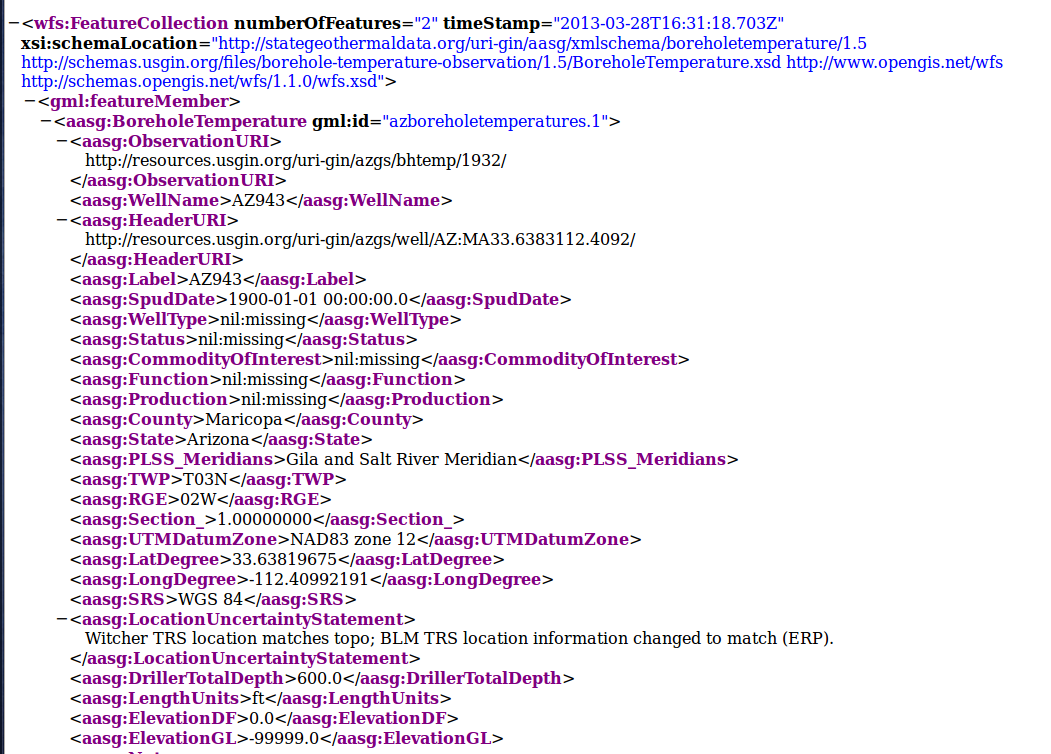 −<wfs:FeatureCollection numberOfFeatures="2" timeStamp="2013-03-28T16:31:18.703Z"
xsi:schemaLocation="http://stategeothermaldata.org/uri-gin/aasg/xmlschema/boreholetemperature/1.5
http://schemas.usgin.org/files/borehole-temperature-observation/1.5/BoreholeTemperature.xsd http://www.opengis.net/wfs
http://schemas.opengis.net/wfs/1.1.0/wfs.xsd">
−<gml:featureMember>
−<aasg:BoreholeTemperature gml:id="azboreholetemperatures.1">
−<aasg:ObservationURI>
http://resources.usgin.org/uri-gin/azgs/bhtemp/1932/
</aasg:ObservationURI>
<aasg:WellName>AZ943</aasg:WellName>
−<aasg:HeaderURI>
http://resources.usgin.org/uri-gin/azgs/well/AZ:MA33.6383112.4092/
</aasg:HeaderURI>
<aasg:Label>AZ943</aasg:Label>
<aasg:SpudDate>1900-01-01 00:00:00.0</aasg:SpudDate>
<aasg:WellType>nil:missing</aasg:WellType>
<aasg:Status>nil:missing</aasg:Status>
<aasg:CommodityOfInterest>nil:missing</aasg:CommodityOfInterest>
<aasg:Function>nil:missing</aasg:Function>
<aasg:Production>nil:missing</aasg:Production>
<aasg:County>Maricopa</aasg:County>
<aasg:State>Arizona</aasg:State>
<aasg:PLSS_Meridians>Gila and Salt River Meridian</aasg:PLSS_Meridians>
<aasg:TWP>T03N</aasg:TWP>
<aasg:RGE>02W</aasg:RGE>
<aasg:Section_>1.00000000</aasg:Section_>
<aasg:UTMDatumZone>NAD83 zone 12</aasg:UTMDatumZone>
<aasg:LatDegree>33.63819675</aasg:LatDegree>
<aasg:LongDegree>-112.40992191</aasg:LongDegree>
<aasg:SRS>WGS 84</aasg:SRS>
−<aasg:LocationUncertaintyStatement>
Witcher TRS location matches topo; BLM TRS location information changed to match (ERP).
</aasg:LocationUncertaintyStatement>
<aasg:DrillerTotalDepth>600.0</aasg:DrillerTotalDepth>
<aasg:LengthUnits>ft</aasg:LengthUnits>
<aasg:ElevationDF>0.0</aasg:ElevationDF>
<aasg:ElevationGL>-99999.0</aasg:ElevationGL>